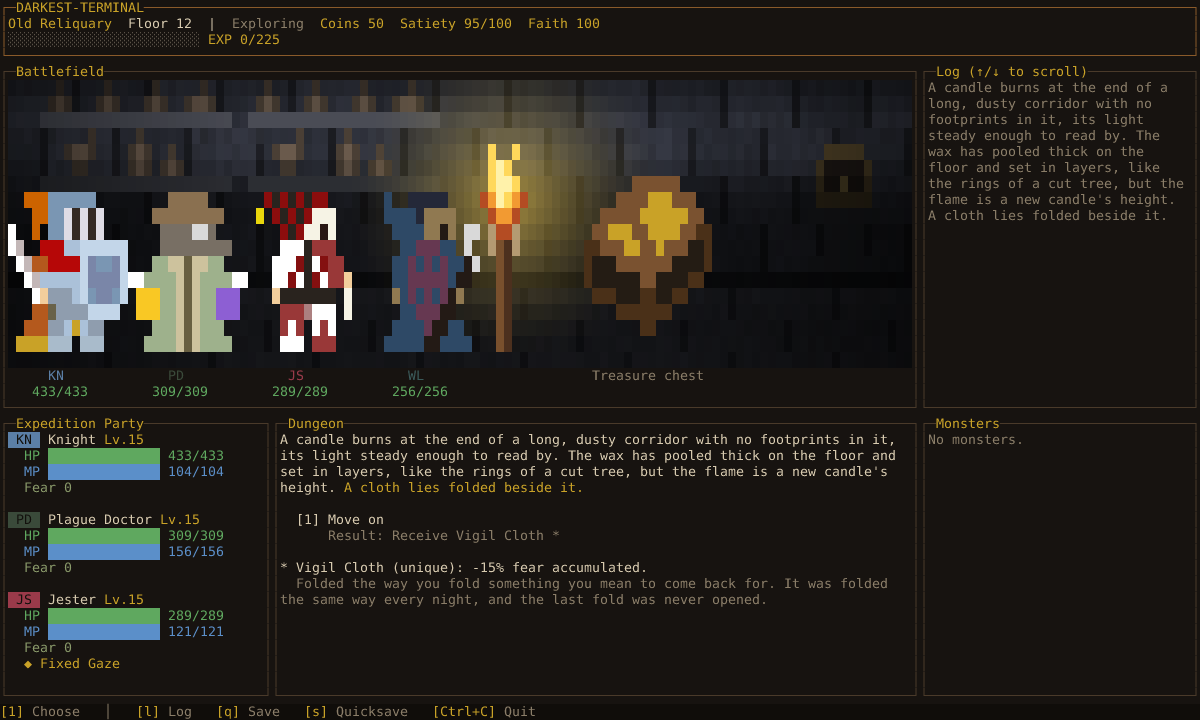 DARKEST-TERMINAL
Old Reliquary  Floor 12  |  Exploring  Coins 50  Satiety 95/100  Faith 100
EXP 0/225
Battlefield
KN PD JS WL Treasure chest
433/433 309/309 289/289 256/256
Log (↑/↓ to scroll)
A candle burns at the end of a
long, dusty corridor with no
footprints in it, its light
steady enough to read by. The
wax has pooled thick on the
floor and set in layers, like
the rings of a cut tree, but the
flame is a new candle's height.
A cloth lies folded beside it.
Expedition Party
KN Knight Lv.15
HP 433/433
MP 104/104
Fear 0
PD Plague Doctor Lv.15
HP 309/309
MP 156/156
Fear 0
JS Jester Lv.15
HP 289/289
MP 121/121
Fear 0
◆ Fixed Gaze
Dungeon
A candle burns at the end of a long, dusty corridor with no footprints in it,
its light steady enough to read by. The wax has pooled thick on the floor and
set in layers, like the rings of a cut tree, but the flame is a new candle's
height. A cloth lies folded beside it.
[1] Move on
Result: Receive Vigil Cloth *
* Vigil Cloth (unique): -15% fear accumulated.
Folded the way you fold something you mean to come back for. It was folded
the same way every night, and the last fold was never opened.
Monsters
No monsters.
[1] Choose | [l] Log [q] Save [s] Quicksave [Ctrl+C] Quit